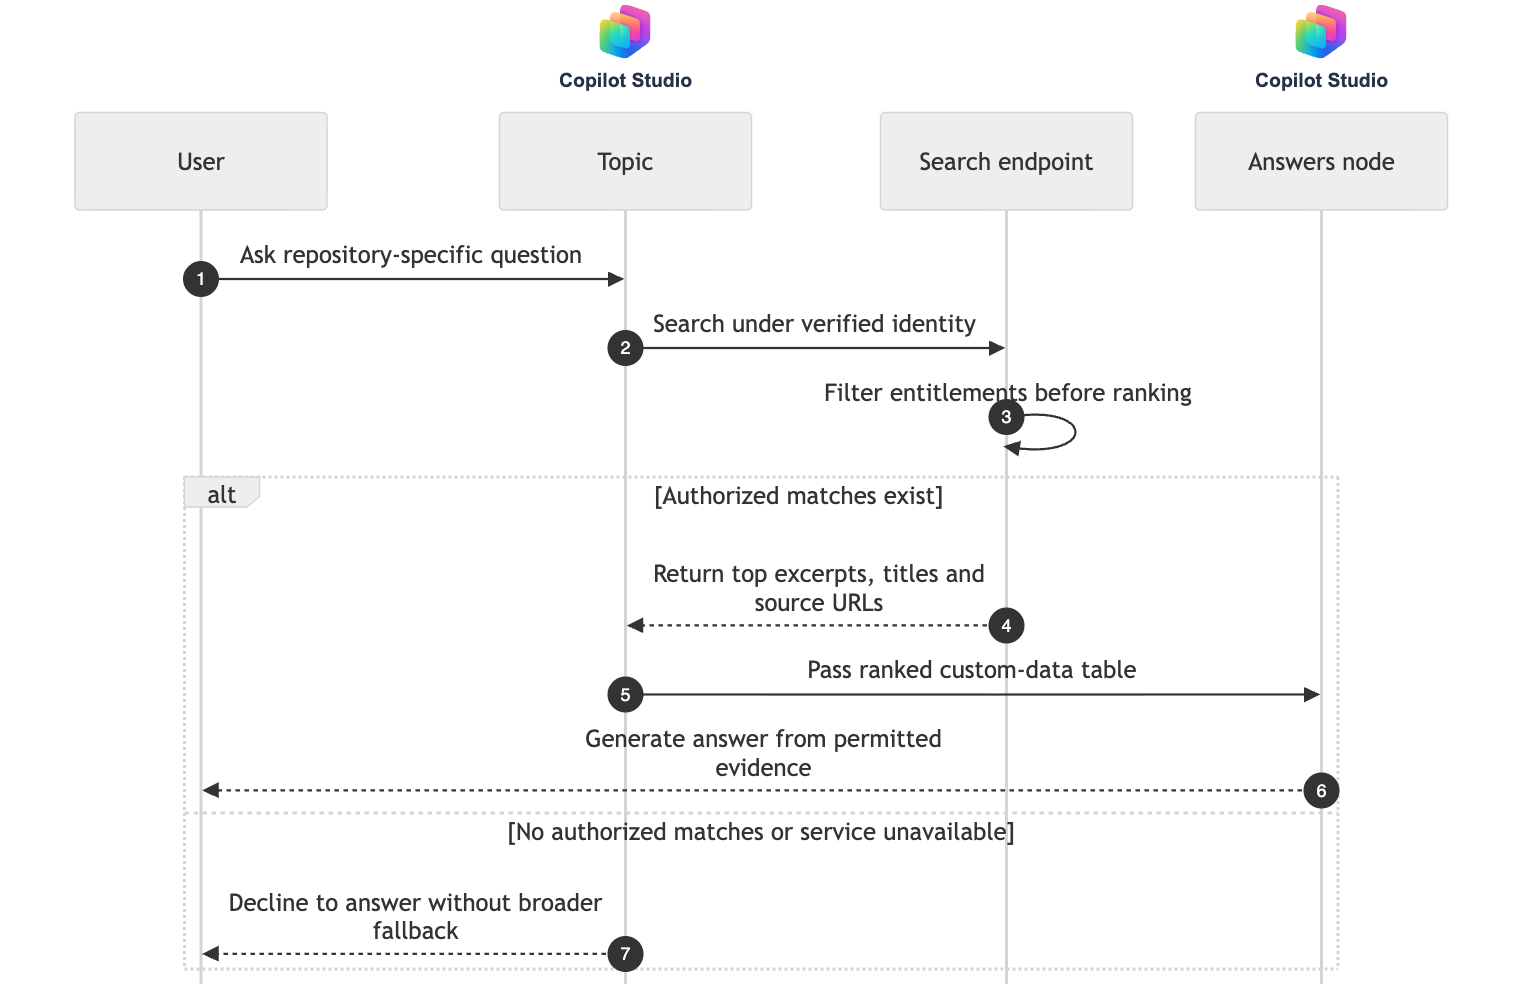 Copilot Studio
Copilot Studio
User
Topic
Search endpoint
Answers node
Ask repository-specific question
1
Search under verified identity
2
Filter entitlements before ranking
3
alt
[Authorized matches exist]
Return top excerpts, titles and
source URLs
4
Pass ranked custom-data table
5
Generate answer from permitted
evidence
6
[No authorized matches or service unavailable]
Decline to answer without broader
fallback
7